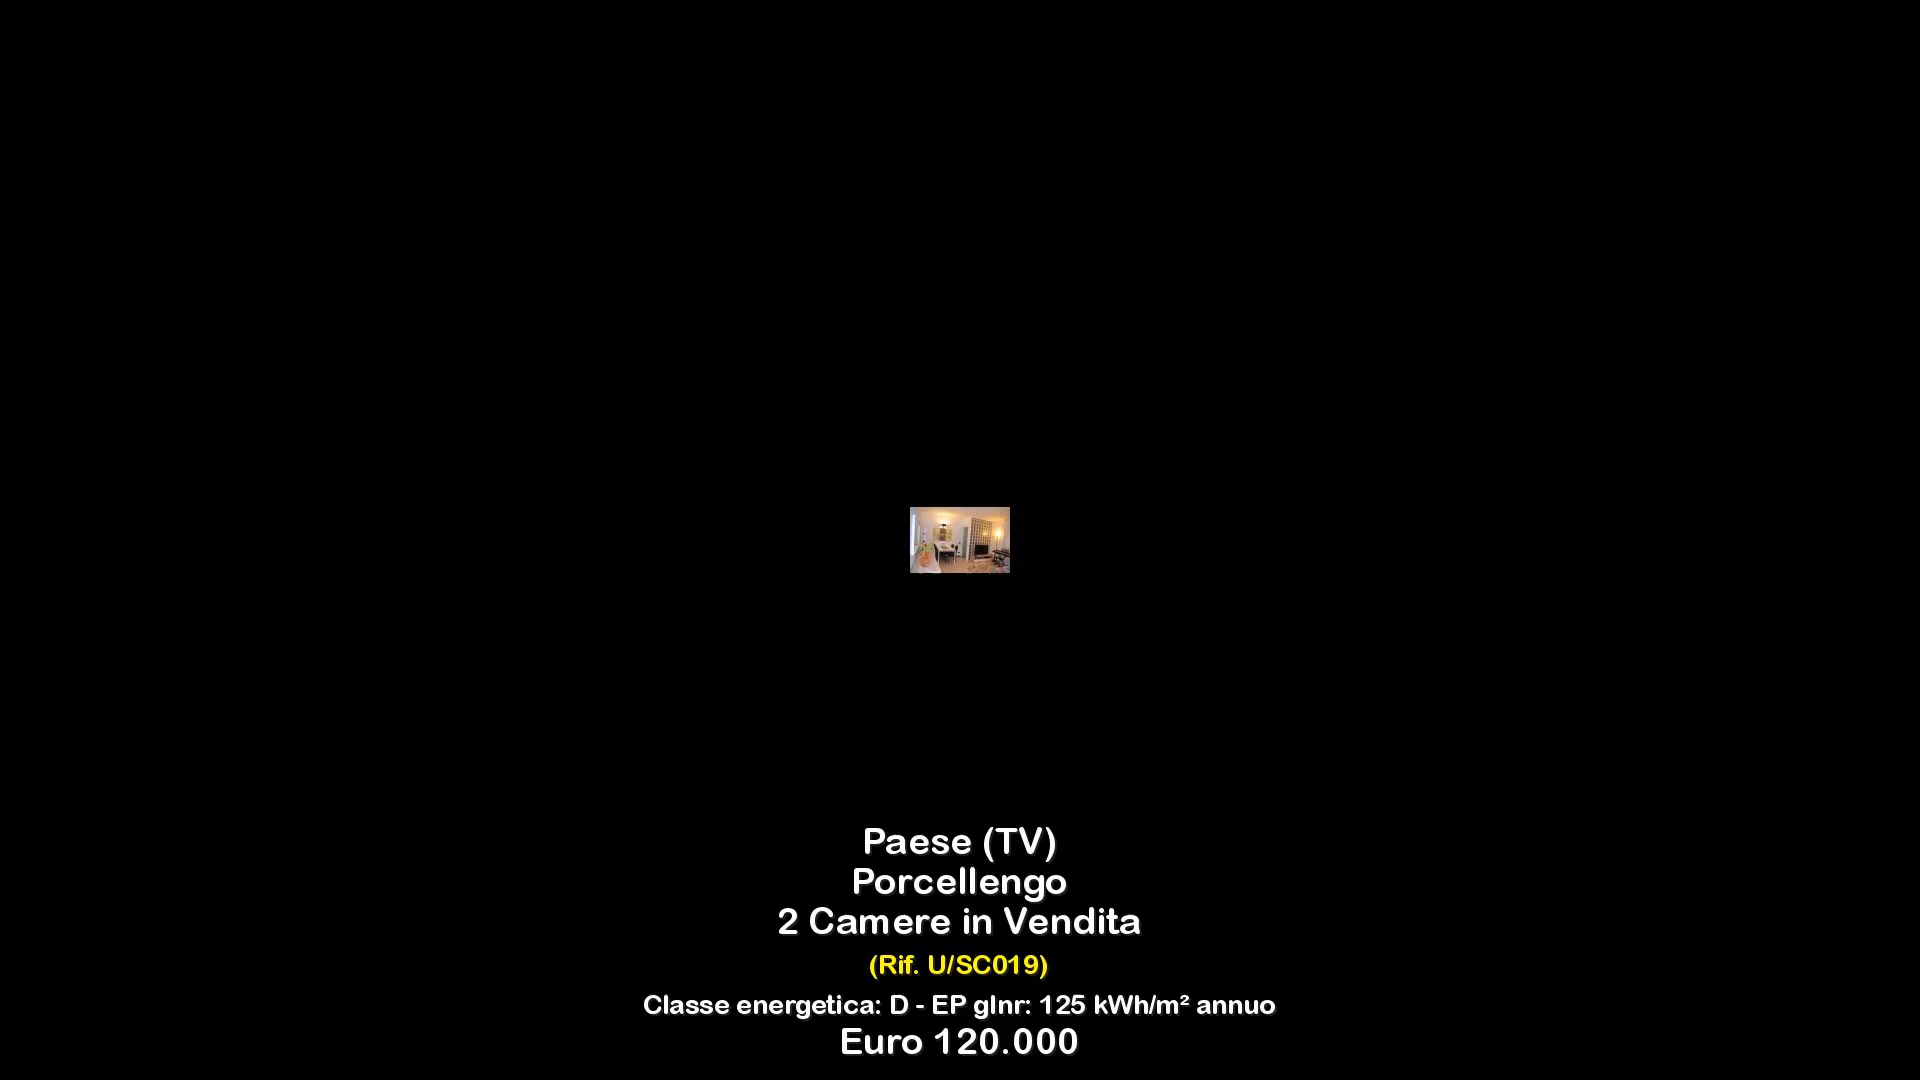 Paese (TV)
Porcellengo
2 Camere in Vendita
(Rif. U/SC019)
Classe energetica: D - EP glnr: 125 kWh/m² annuo
Euro 120.000